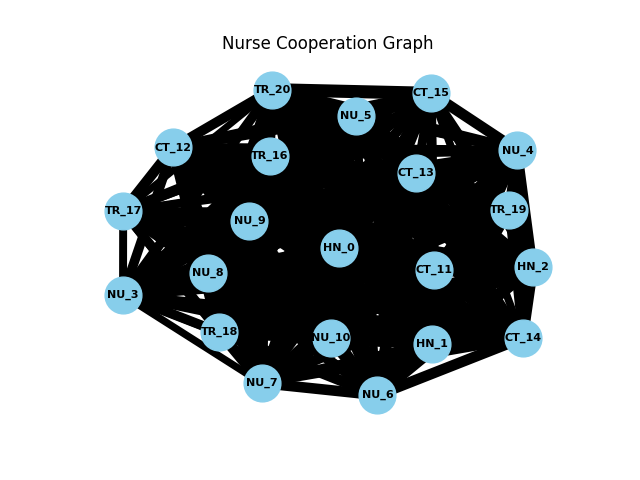 Nurse Cooperation Graph
TR_20
CT_15
NU_5
CT_12
NU_4
TR_16
CT_13
TR_17
TR_19
NU_9
HN_0
HN_2
CT_11
NU_8
NU_3
TR_18
NU_10
HN_1
CT_14
NU_7
NU_6